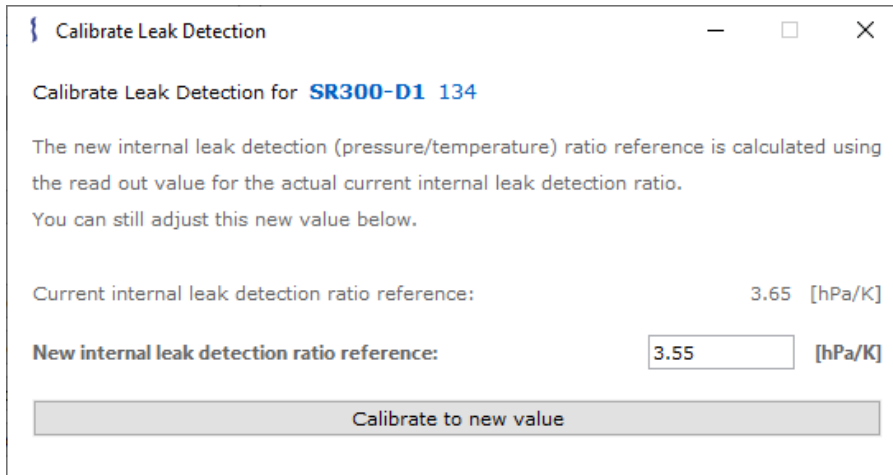 Calibrate Leak Detection
Calibrate Leak Detection for SR300-D1 134
The new internal leak detection (pressure/temperature) ratio reference is calculated using
the read out value for the actual current internal leak detection ratio.
You can still adjust this new value below.
Current internal leak detection ratio reference: 3.65 [hPa/K]
New internal leak detection ratio reference: 3.55 [hPa/K]
Calibrate to new value